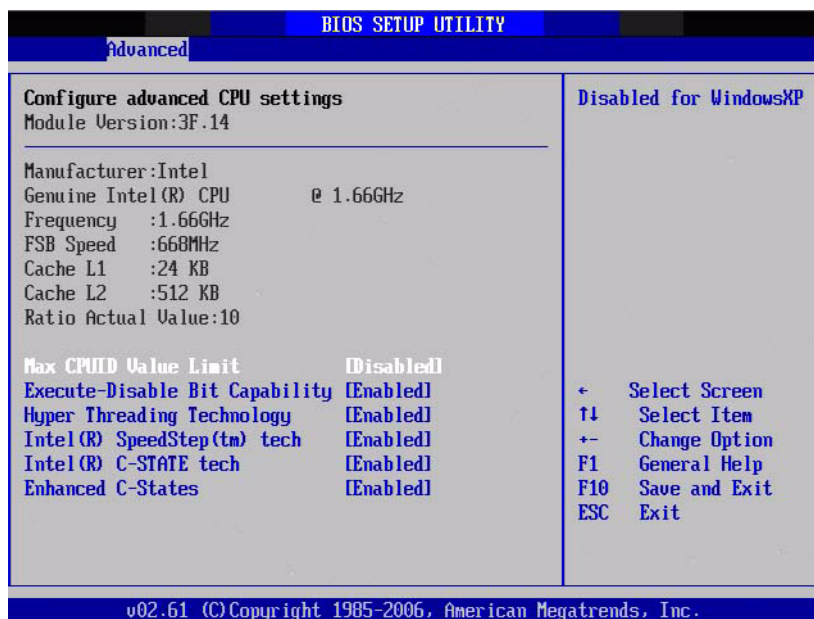 BIOS SETUP UTILITY
Advanced
Configure advanced CPU settings
Module Version:3F.14
Manufacturer:Intel
Genuine Intel(R) CPU @ 1.66GHz
Frequency :1.66GHz
FSB Speed :668MHz
Cache L1 :24 KB
Cache L2 :512 KB
Ratio Actual Value:10
Max CPUID Value Limit [Disabled]
Execute-Disable Bit Capability [Enabled]
Hyper Threading Technology [Enabled]
Intel(R) SpeedStep(tm) tech [Enabled]
Intel(R) C-STATE tech [Enabled]
Enhanced C-States [Enabled]
Disabled for WindowsXP
← Select Screen
↑↓ Select Item
+- Change Option
F1 General Help
F10 Save and Exit
ESC Exit
v02.61 (C)Copyright 1985-2006, American Megatrends, Inc.